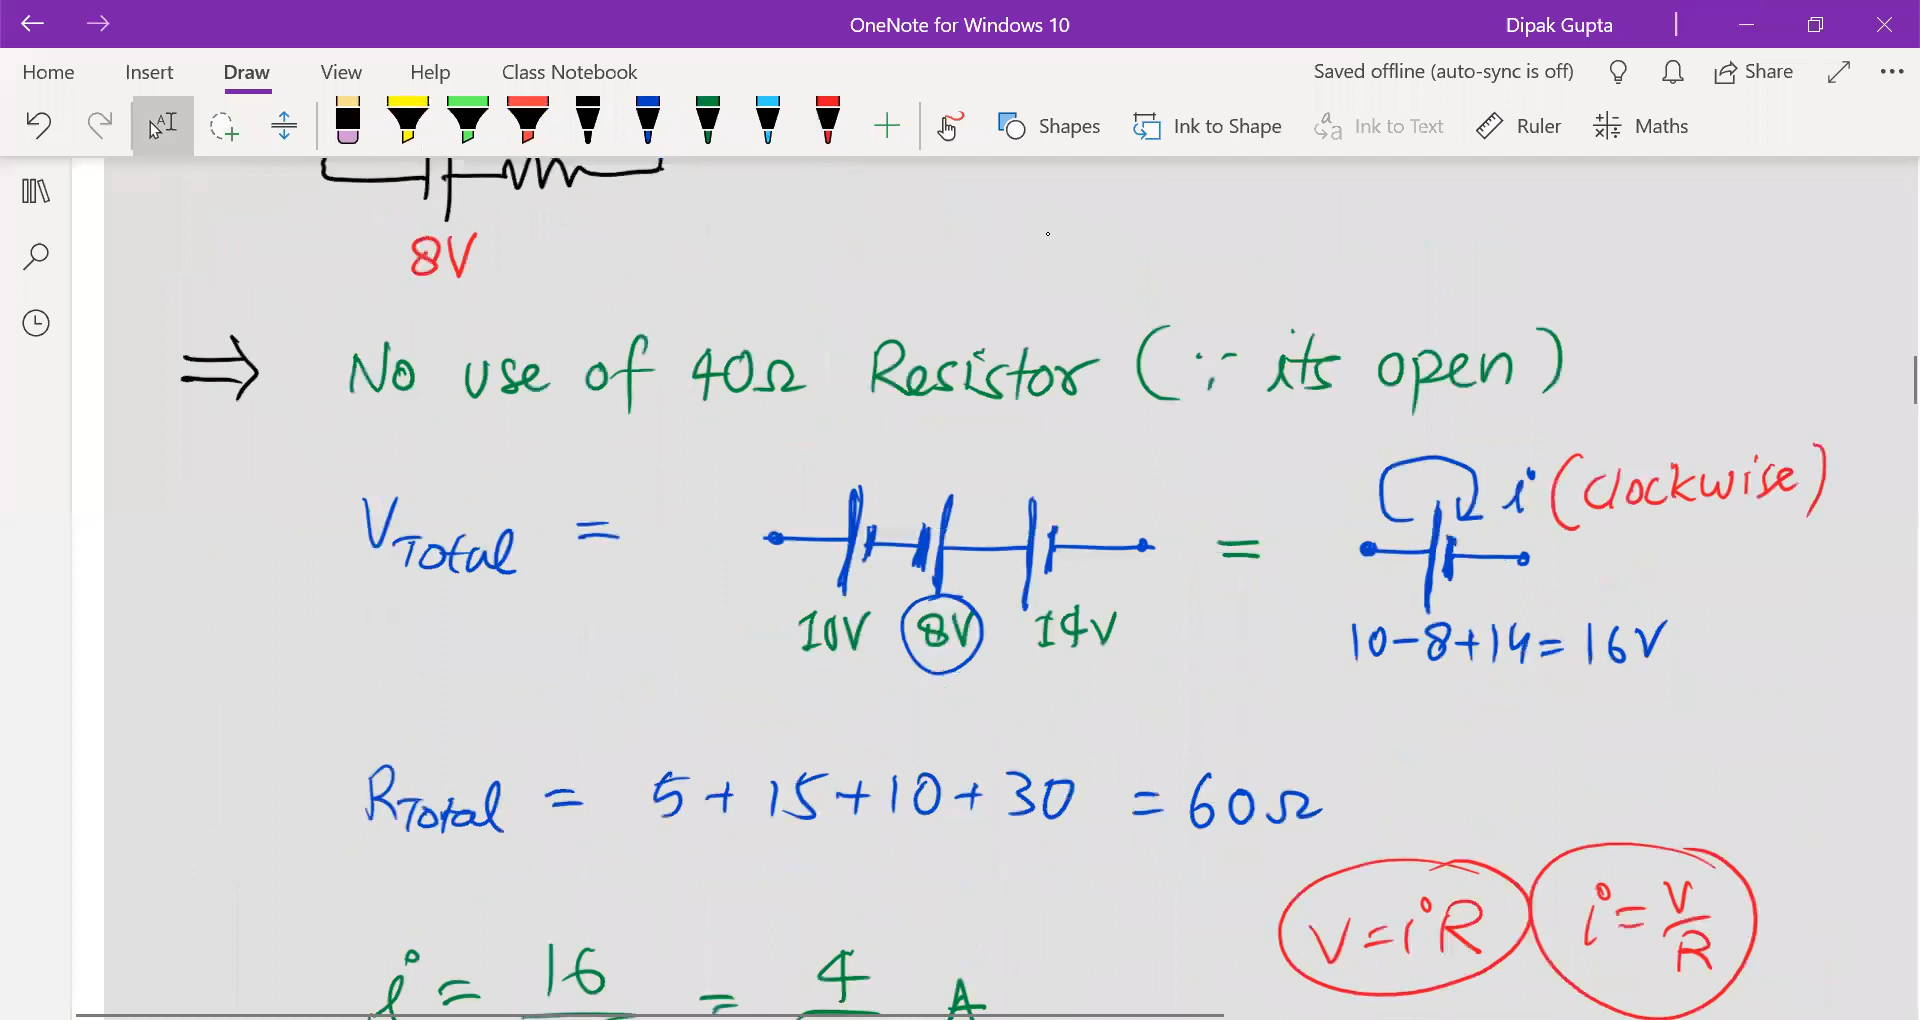 OneNote for Windows 10
Dipak Gupta
Home Insert Draw View Help Class Notebook
Saved offline (auto-sync is off)
Share
Shapes Ink to Shape Ink to Text Ruler Maths
8V
⇒ No use of 40Ω Resistor (∵ its open)
i (clockwise)
VTotal = =
10V 8V 14V
10-8+14=16V
RTotal = 5+15+10+30 = 60Ω
V=iR
i=V/R
i = 16 = 4 A